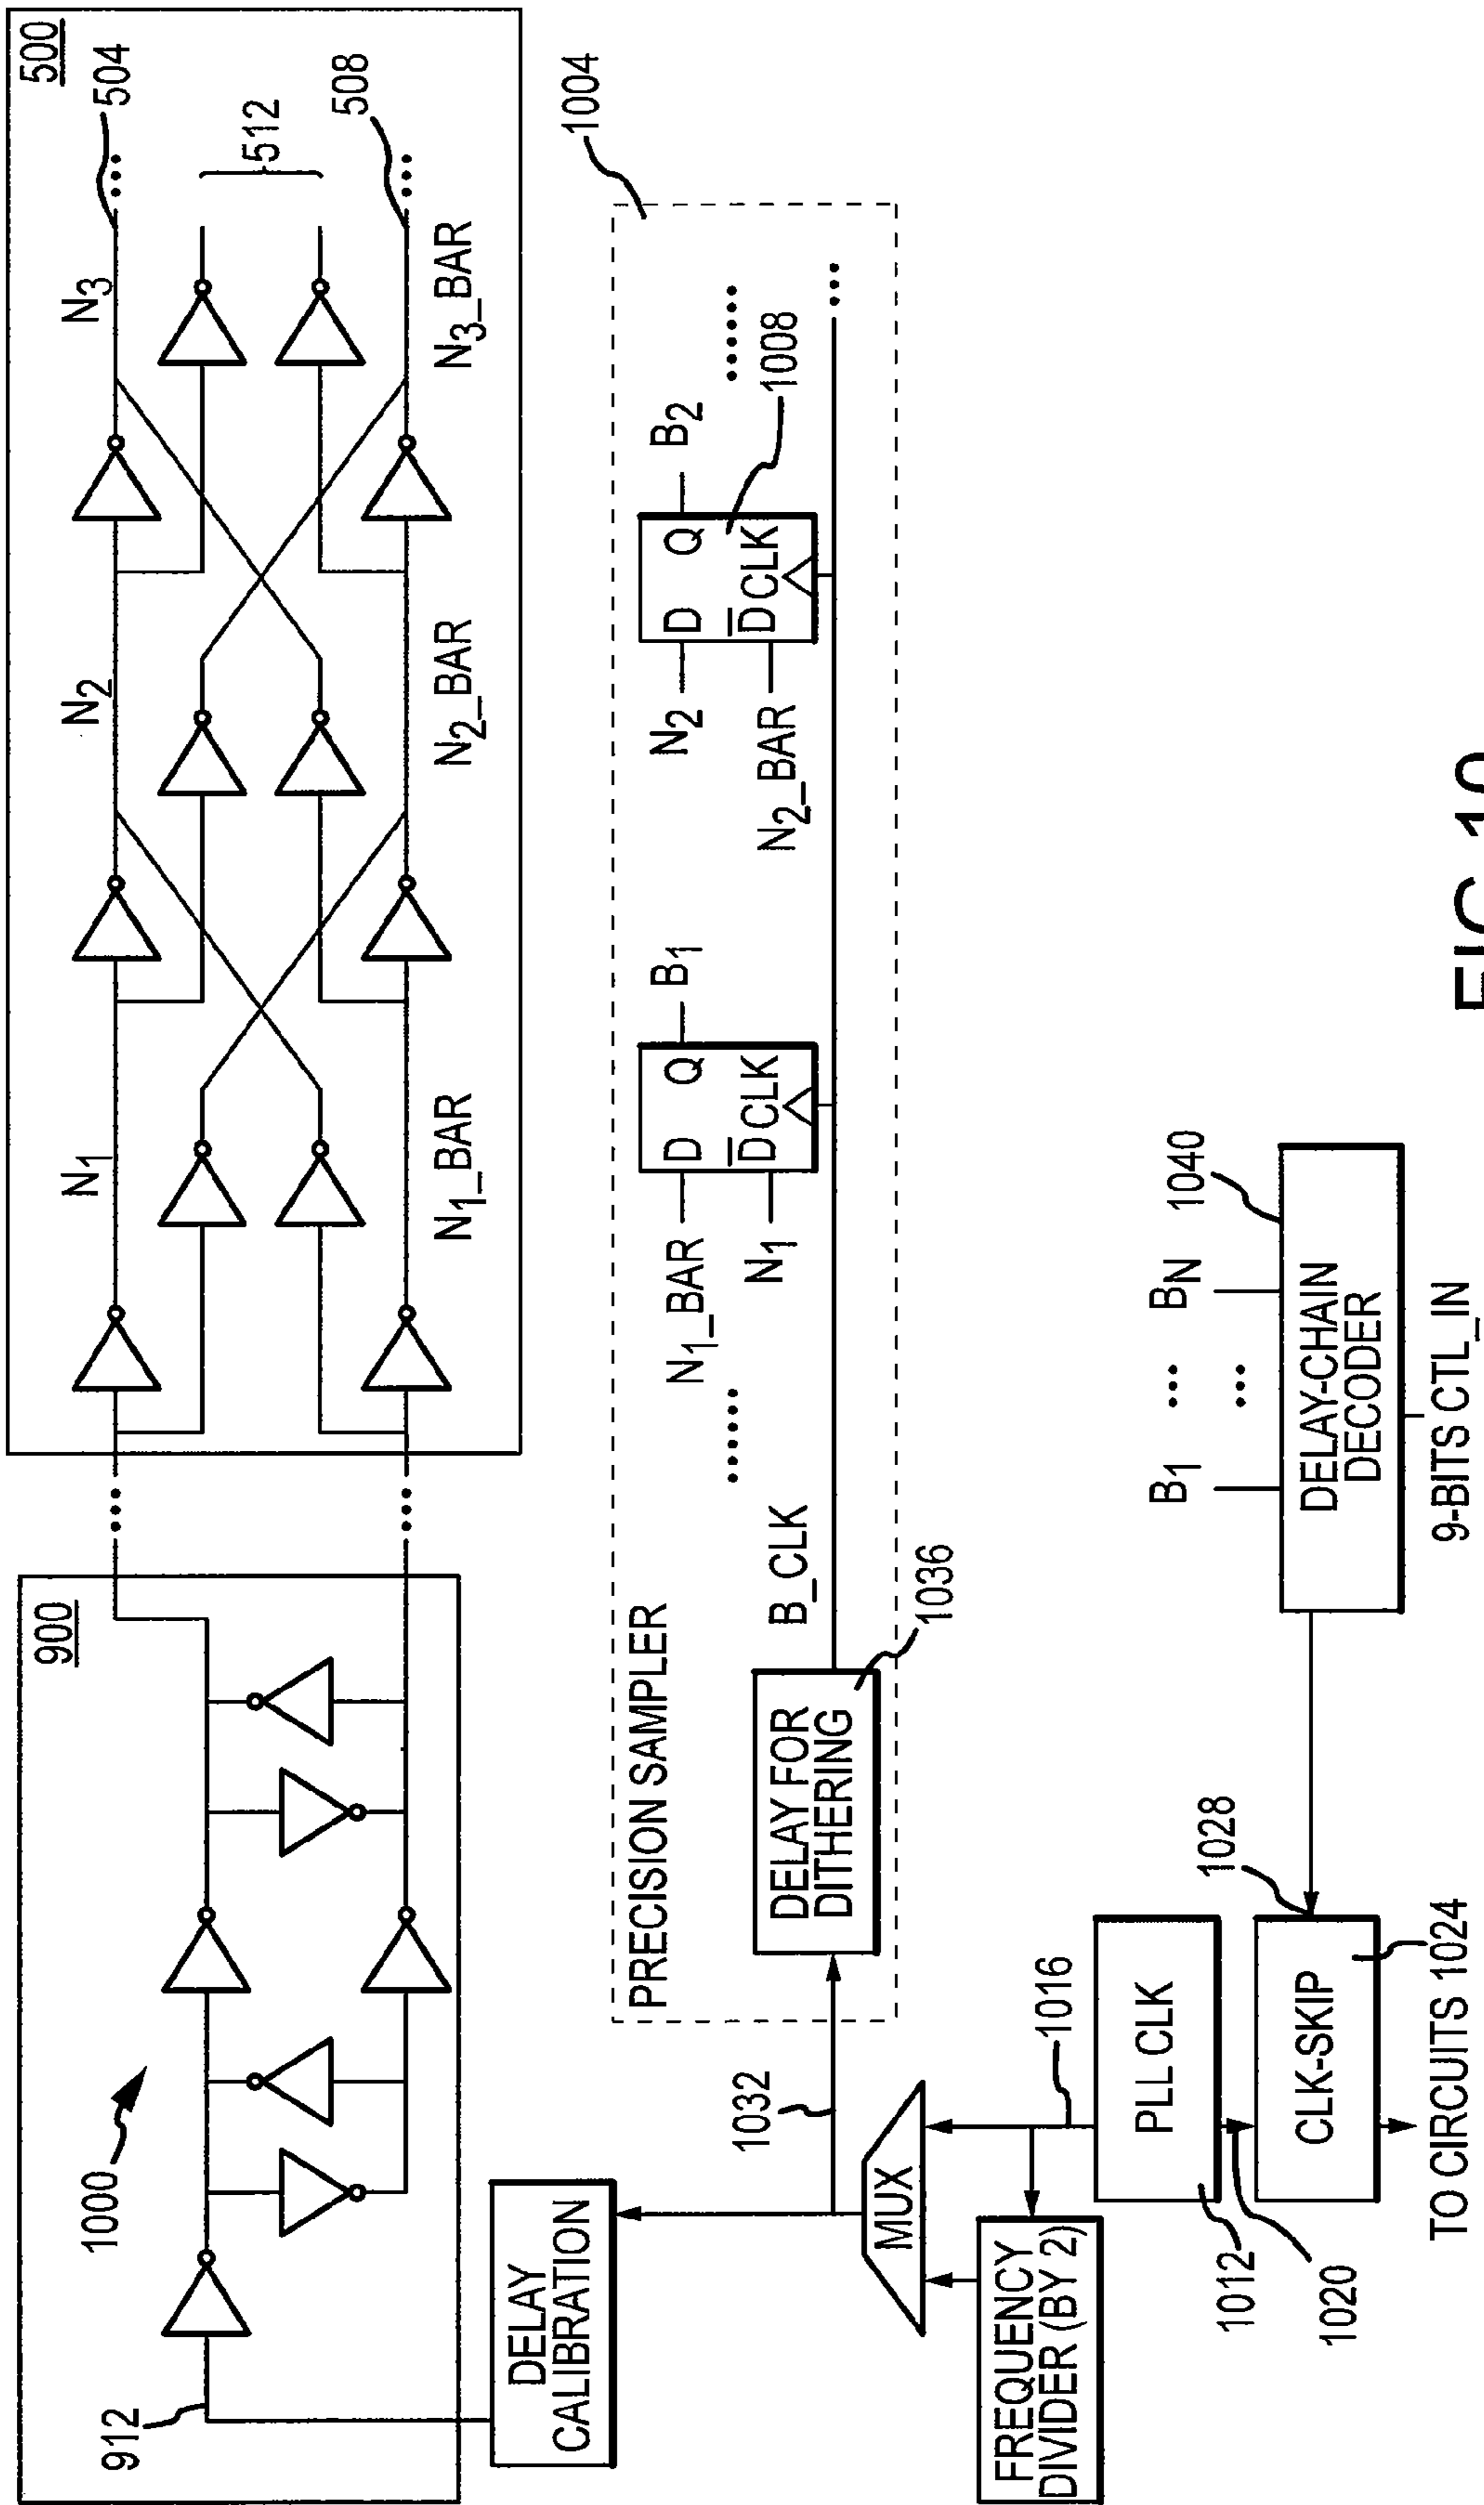 900
1000
912
500
504
512
508
N1
N2
N3
N1_BAR
N2_BAR
N3_BAR
DELAY
CALIBRATION
PRECISION SAMPLER
1004
DELAY FOR
DITHERING
1036
B_CLK
N1_BAR
N1
D
Q
D
CLK
B1
N2
N2_BAR
D
Q
D
CLK
B2
1008
1032
MUX
FREQUENCY
DIVIDER (BY 2)
1016
PLL CLK
1012
1020
CLK-SKIP
1028
TO CIRCUITS 1024
B1
BN
1040
DELAY-CHAIN
DECODER
9-BITS CTL_IN